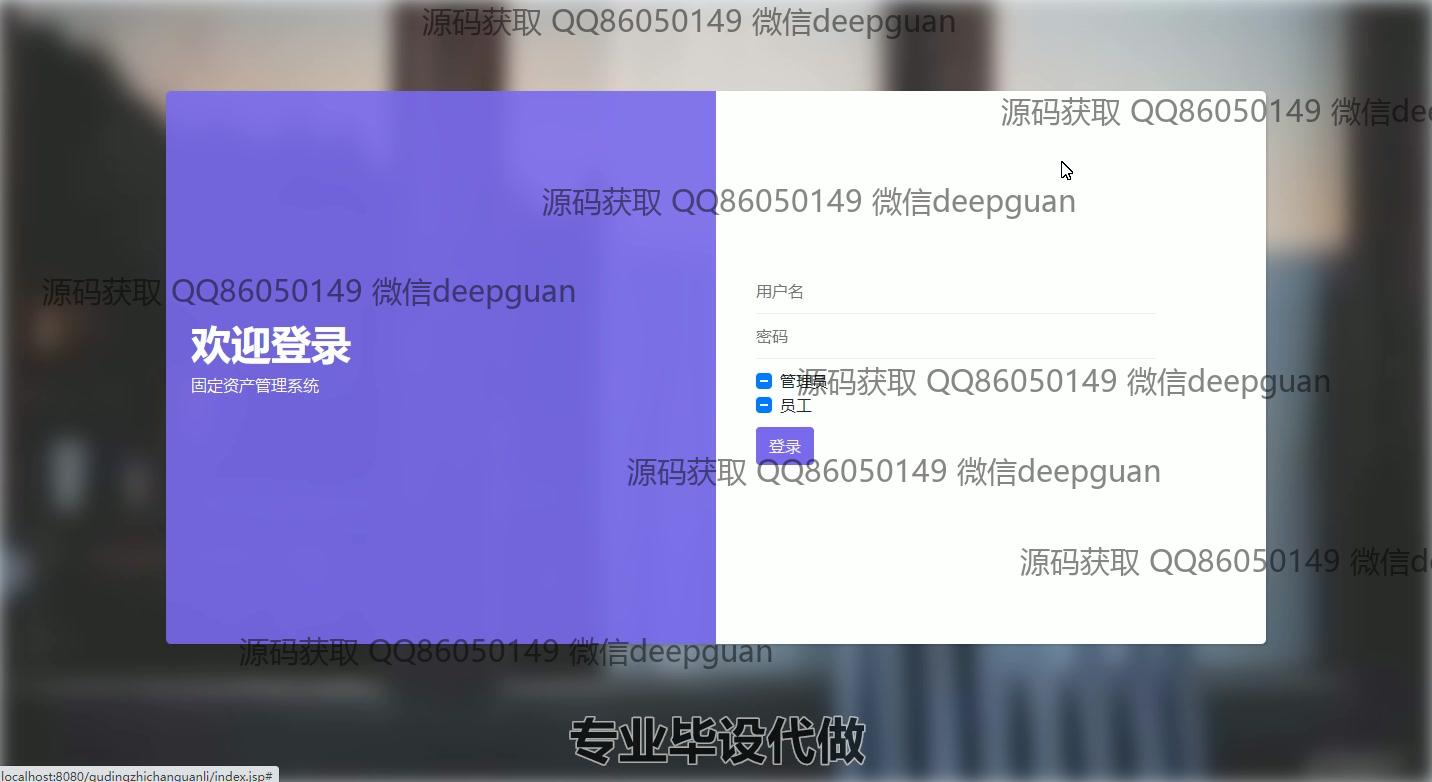 源码获取 QQ86050149 微信deepguan
源码获取 QQ86050149 微信dee
源码获取 QQ86050149 微信deepguan
源码获取 QQ86050149 微信deepguan
用户名
欢迎登录
密码
固定资产管理系统
管理员
源码获取 QQ86050149 微信deepguan
员工
登录
源码获取 QQ86050149 微信deepguan
源码获取 QQ86050149 微信d
源码获取 QQ86050149 微信deepguan
专业毕设代做
localhost:8080/gudingzhichanguanli/index.jsp#